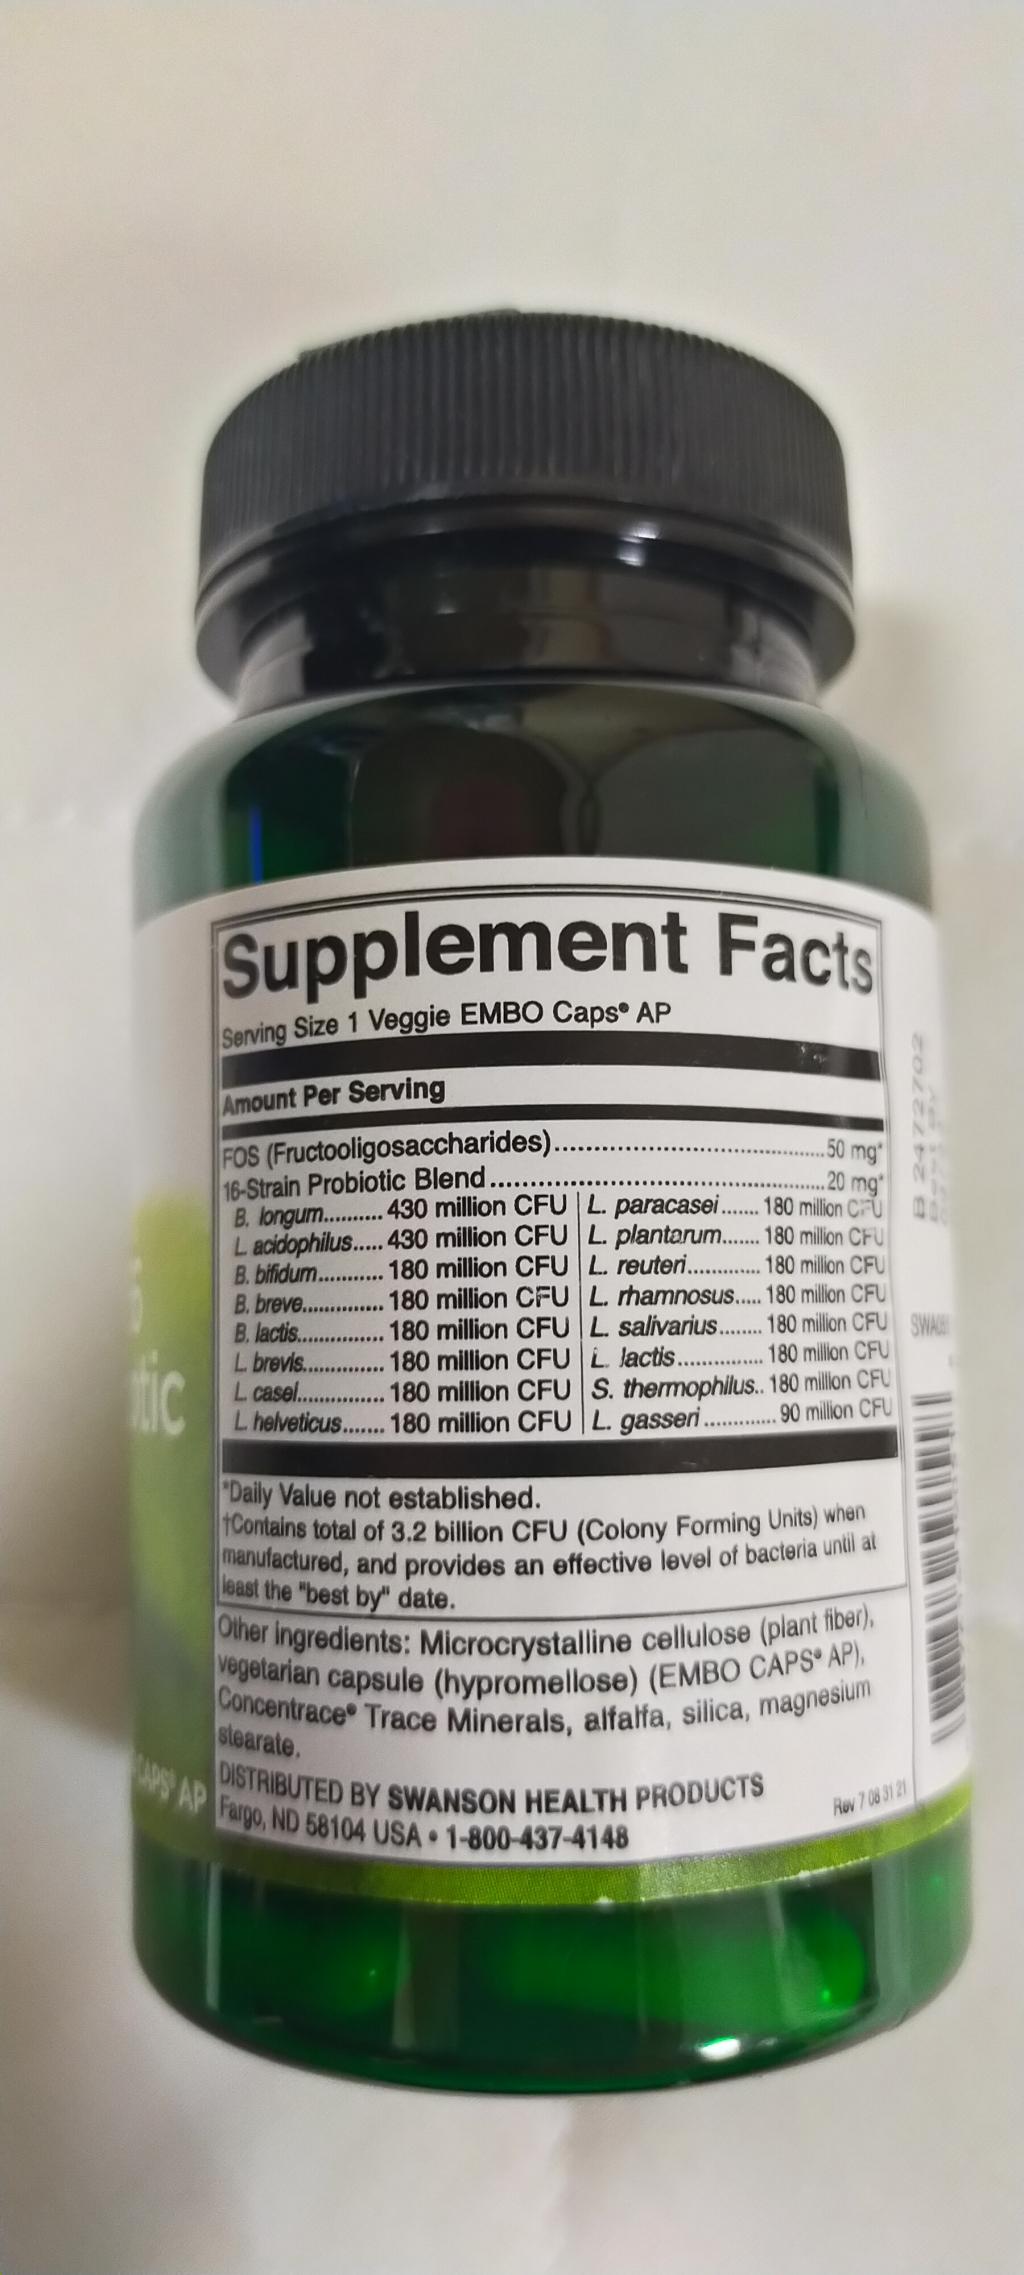 Supplement Facts
Serving Size 1 Veggie EMBO Caps® AP
Amount Per Serving
FOS (Fructooligosaccharides)..........50 mg*
16-Strain Probiotic Blend..........20 mg*
B. longum.......... 430 million CFU
L. acidophilus..... 430 million CFU
B. bifidum............ 180 million CFU
B. breve............... 180 million CFU
B. lactis................ 180 million CFU
L. brevis............... 180 million CFU
L. casei................ 180 million CFU
L. helveticus....... 180 million CFU
L. paracasei....... 180 million CFU
L. plantarum....... 180 million CFU
L. reuteri............. 180 million CFU
L. rhamnosus..... 180 million CFU
L. salivarius........ 180 million CFU
L. lactis............... 180 million CFU
S. thermophilus.. 180 million CFU
L. gasseri............ 90 million CFU
*Daily Value not established.
†Contains total of 3.2 billion CFU (Colony Forming Units) when
manufactured, and provides an effective level of bacteria until at
least the "best by" date.
Other ingredients: Microcrystalline cellulose (plant fiber),
vegetarian capsule (hypromellose) (EMBO CAPS® AP),
Concentrace® Trace Minerals, alfalfa, silica, magnesium
stearate.
DISTRIBUTED BY SWANSON HEALTH PRODUCTS
Fargo, ND 58104 USA • 1-800-437-4148
Rev 7 08 31 21
CAPS® AP
B 2472702